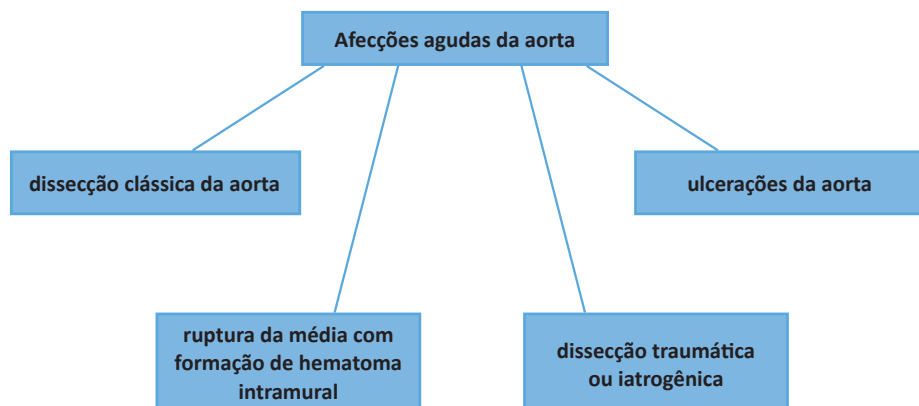 Afecções agudas da aorta
dissecção clássica da aorta
ulcerações da aorta
ruptura da média com
formação de hematoma
intramural
dissecção traumática
ou iatrogênica